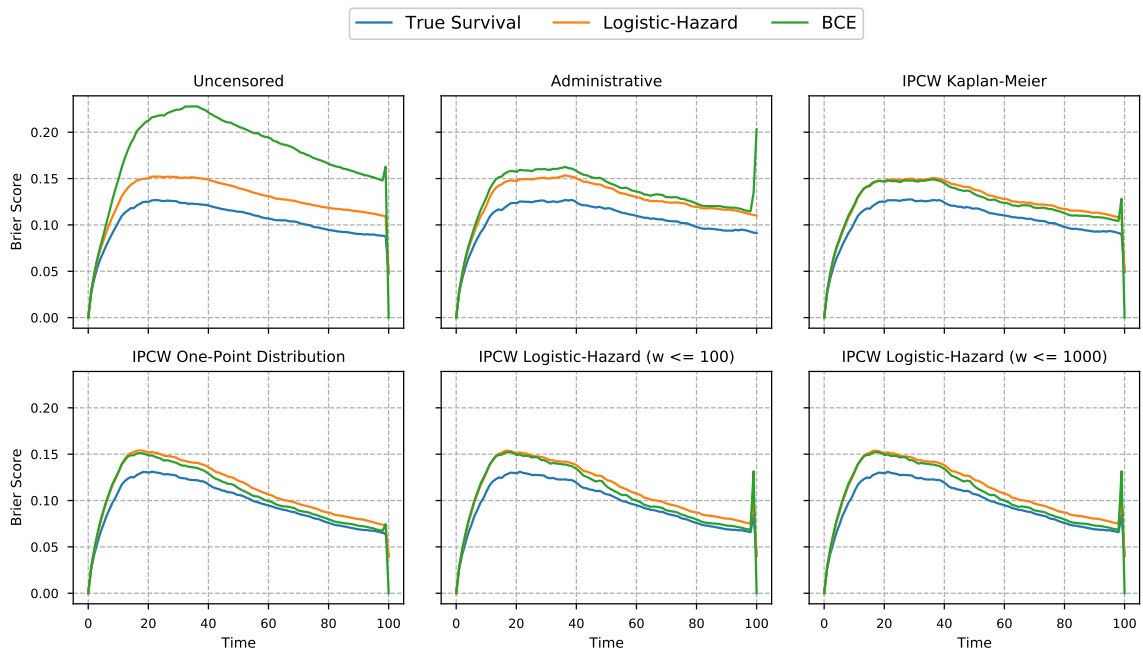 True Survival Logistic-Hazard BCE
Uncensored Administrative IPCW Kaplan-Meier
Brier Score
0.20
0.15
0.10
0.05
0.00
IPCW One-Point Distribution IPCW Logistic-Hazard (w <= 100) IPCW Logistic-Hazard (w <= 1000)
Brier Score
0.20
0.15
0.10
0.05
0.00
0 20 40 60 80 100 0 20 40 60 80 100 0 20 40 60 80 100
Time Time Time